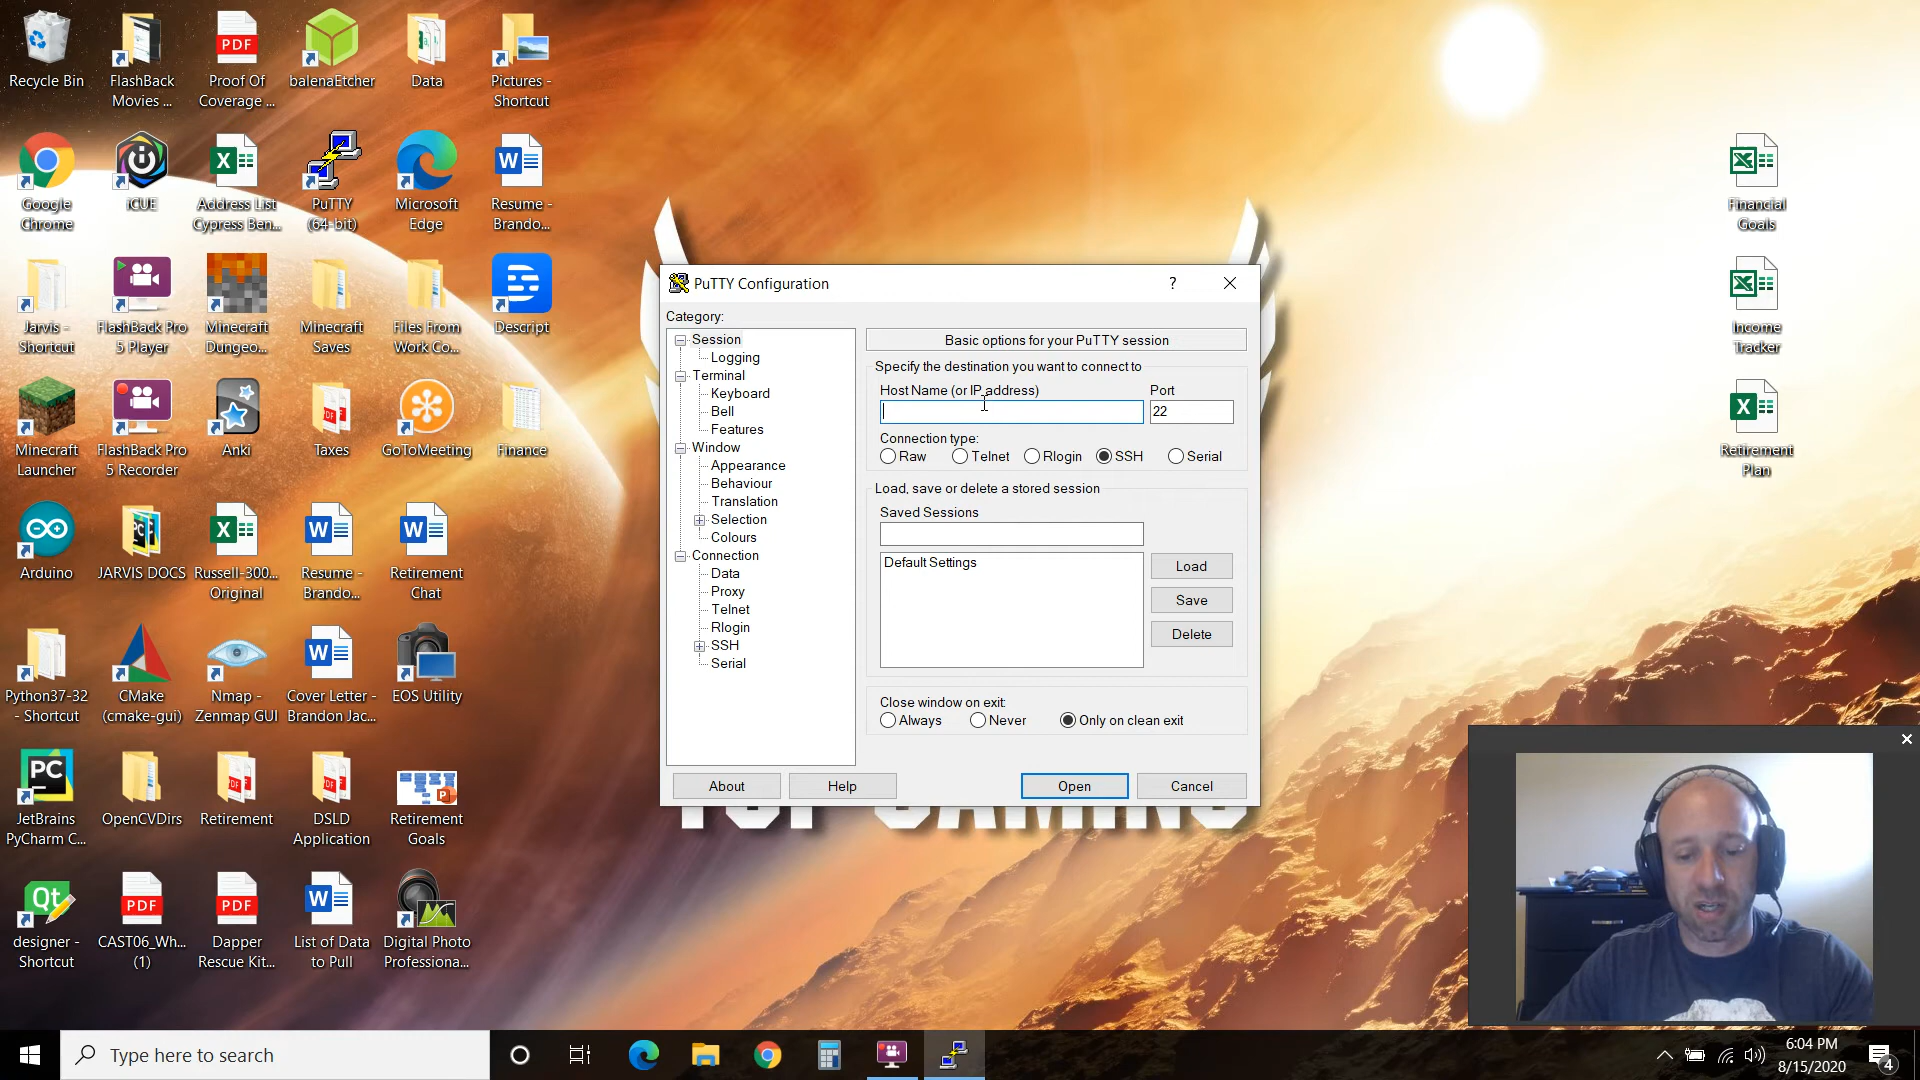 Recycle Bin
FlashBack
Movies ...
PDF
Proof Of
Coverage ...
balenaEtcher
Data
Pictures -
Shortcut
Google
Chrome
iCUE
Address List
Cypress Ben...
PuTTY
(64-bit)
Microsoft
Edge
Resume -
Brando...
Jarvis -
Shortcut
FlashBack Pro
5 Player
Minecraft
Dungeo...
Minecraft
Saves
Files From
Work Co...
Descript
Minecraft
Launcher
FlashBack Pro
5 Recorder
Anki
Taxes
GoToMeeting
Finance
Arduino
JARVIS DOCS
Russell-300...
Original
Resume -
Brando...
Retirement
Chat
Python37-32
- Shortcut
CMake
(cmake-gui)
Nmap -
Zenmap GUI
Cover Letter -
Brandon Jac...
EOS Utility
JetBrains
PyCharm C...
OpenCVDirs
Retirement
DSLD
Application
Retirement
Goals
designer -
Shortcut
PDF
CAST06_Wh...
(1)
PDF
Dapper
Rescue Kit...
List of Data
to Pull
Digital Photo
Professiona...
Financial
Goals
Income
Tracker
Retirement
Plan
PuTTY Configuration
?
Category:
Session
Logging
Terminal
Keyboard
Bell
Features
Window
Appearance
Behaviour
Translation
Selection
Colours
Connection
Data
Proxy
Telnet
Rlogin
SSH
Serial
Basic options for your PuTTY session
Specify the destination you want to connect to
Host Name (or IP address)
Port
22
Connection type:
Raw
Telnet
Rlogin
SSH
Serial
Load, save or delete a stored session
Saved Sessions
Default Settings
Load
Save
Delete
Close window on exit:
Always
Never
Only on clean exit
About
Help
Open
Cancel
GAMING
Type here to search
6:04 PM
8/15/2020
4